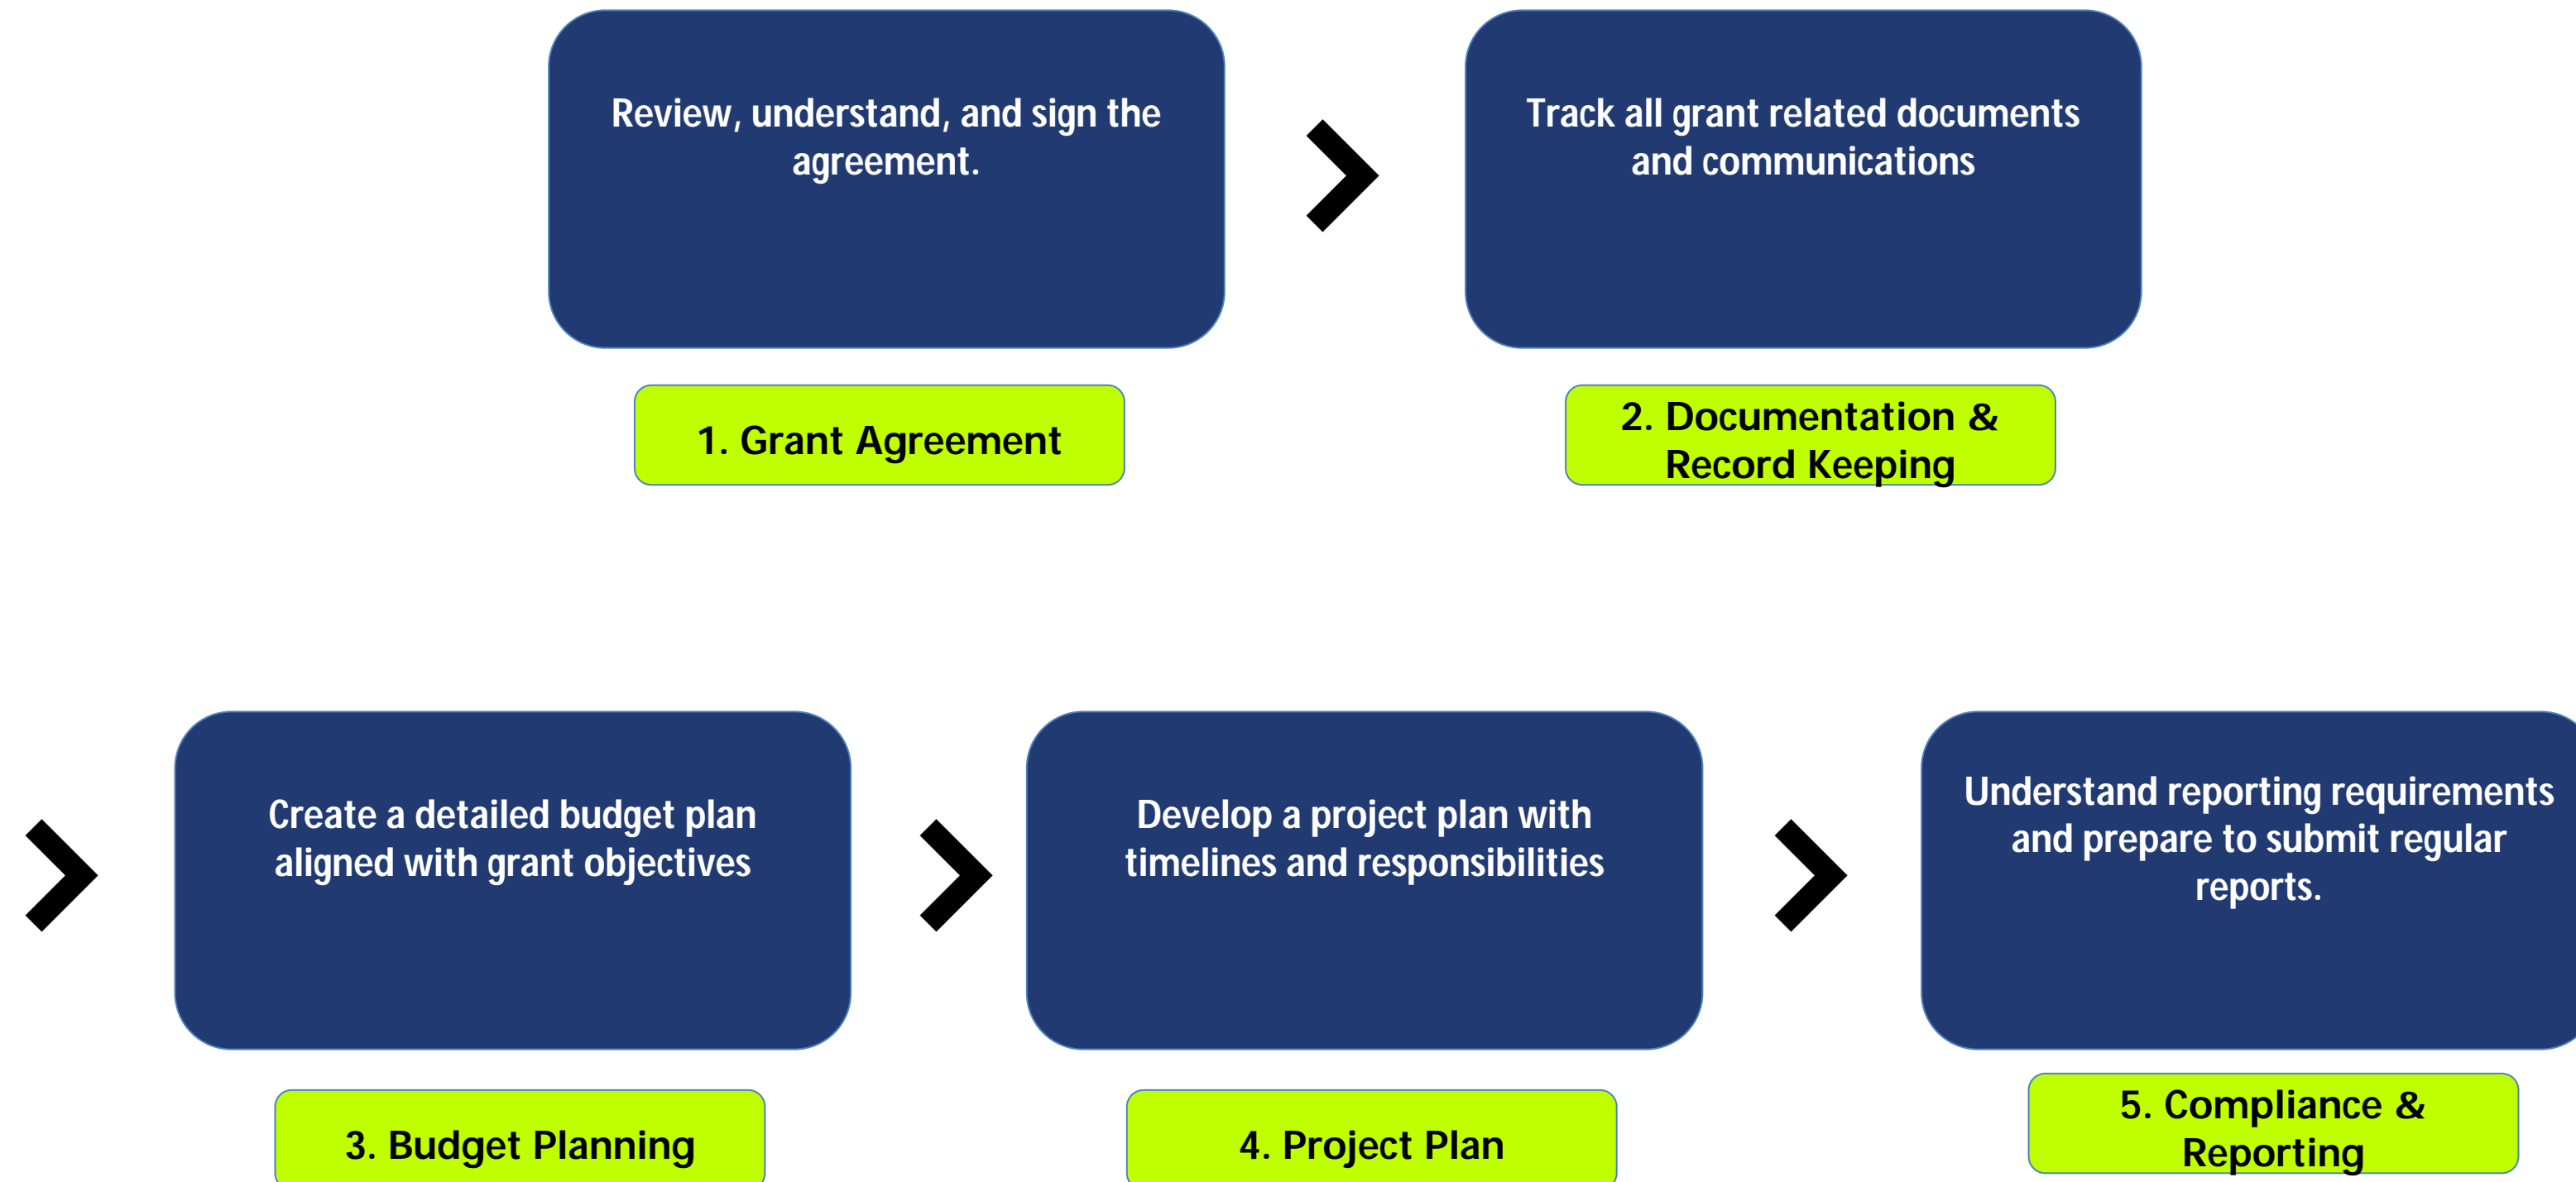 Review, understand, and sign the
agreement.
Track all grant related documents
and communications
1. Grant Agreement
2. Documentation &
Record Keeping
Create a detailed budget plan
aligned with grant objectives
Develop a project plan with
timelines and responsibilities
Understand reporting requirements
and prepare to submit regular
reports.
3. Budget Planning
4. Project Plan
5. Compliance &
Reporting